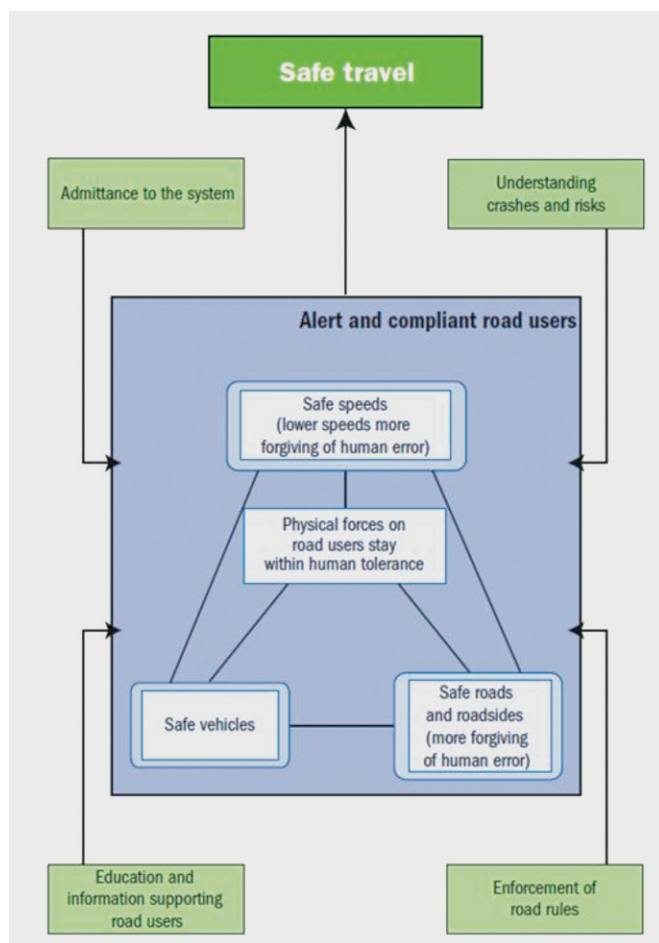 Safe travel
Admittance to the system
Understanding
crashes and risks
Alert and compliant road users
Safe speeds
(lower speeds more
forgiving of human error)
Physical forces on
road users stay
within human tolerance
Safe vehicles
Safe roads
and roadsides
(more forgiving
of human error)
Education and
information supporting
road users
Enforcement of
road rules